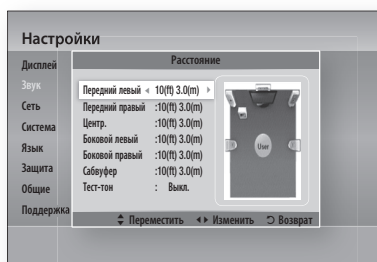 Настройки
Дисплей
Звук
Сеть
Система
Язык
Защита
Общие
Поддержка
Расстояние
Передний левый ◂ 10(ft) 3.0(m) ▸
Передний правый :10(ft) 3.0(m)
Центр. :10(ft) 3.0(m)
Боковой левый :10(ft) 3.0(m)
Боковой правый :10(ft) 3.0(m)
Сабвуфер :10(ft) 3.0(m)
Тест-тон : Выкл.
User
Переместить Изменить Возврат